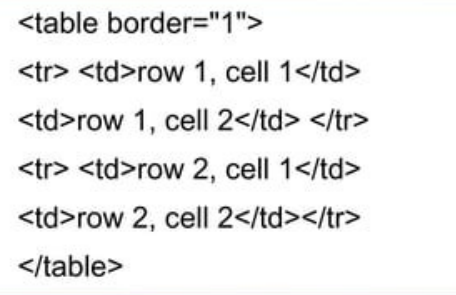 <table border="1">
<tr> <td>row 1, cell 1</td>
<td>row 1, cell 2</td> </tr>
<tr> <td>row 2, cell 1</td>
<td>row 2, cell 2</td></tr>
</table>